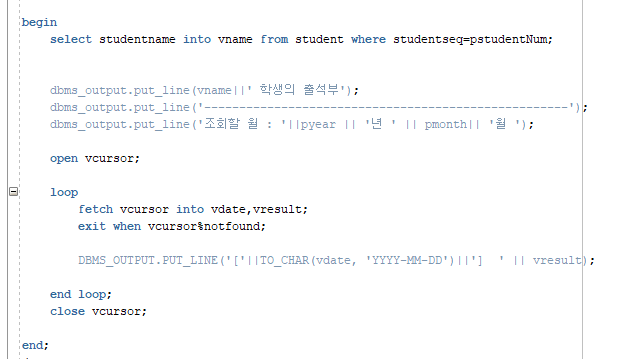 begin
select studentname into vname from student where studentseq=pstudentNum;
dbms_output.put_line(vname||' 학생의 출석부');
dbms_output.put_line('----------------------------------------------------');
dbms_output.put_line('조회할 월 : '||pyear || '년 ' || pmonth|| '월 ');
open vcursor;
loop
fetch vcursor into vdate,vresult;
exit when vcursor%notfound;
DBMS_OUTPUT.PUT_LINE('['||TO_CHAR(vdate, 'YYYY-MM-DD')||']  ' || vresult);
end loop;
close vcursor;
end;